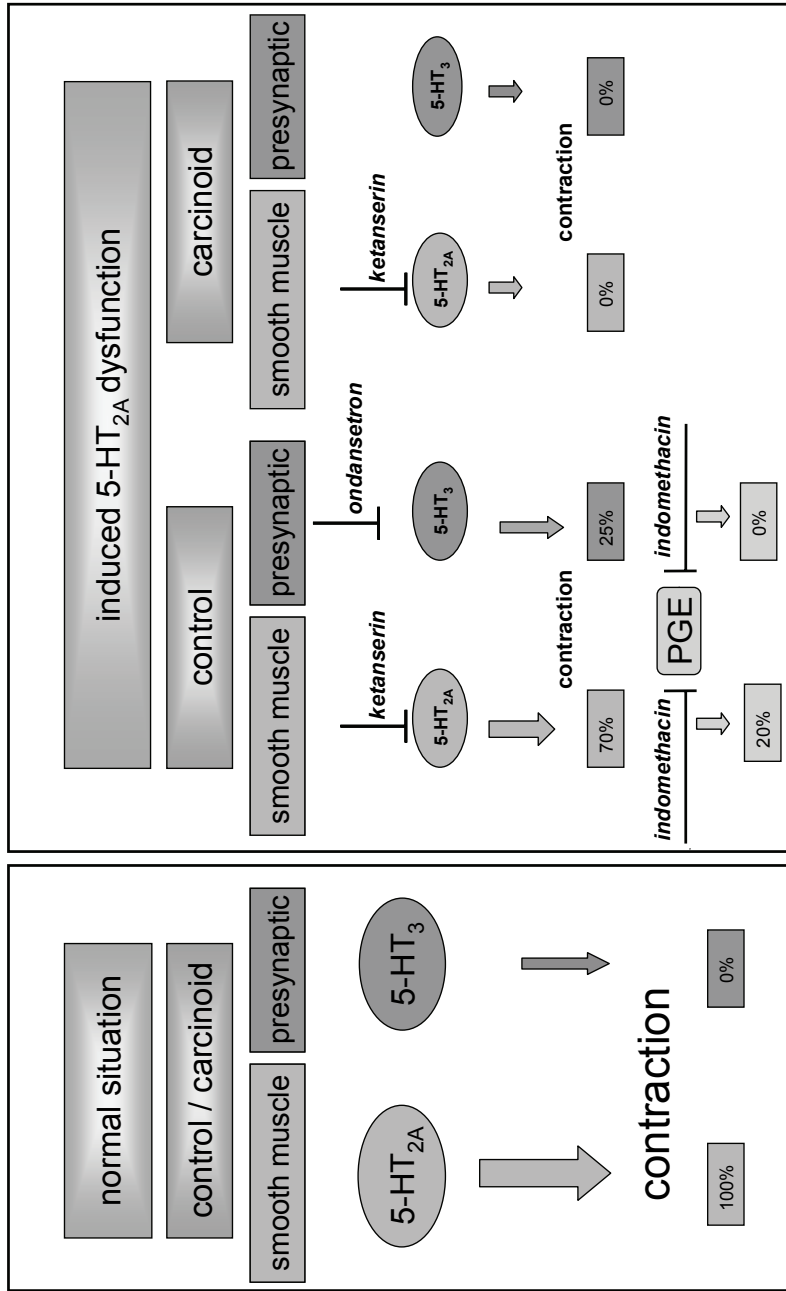 normal situation
control / carcinoid
smooth muscle
presynaptic
5-HT2A
5-HT3
contraction
100%
0%
induced 5-HT2A dysfunction
control
carcinoid
smooth muscle
presynaptic
smooth muscle
presynaptic
ketanserin
ondansetron
ketanserin
5-HT2A
5-HT3
5-HT2A
5-HT3
contraction
contraction
70%
25%
0%
0%
indomethacin
PGE
indomethacin
20%
0%